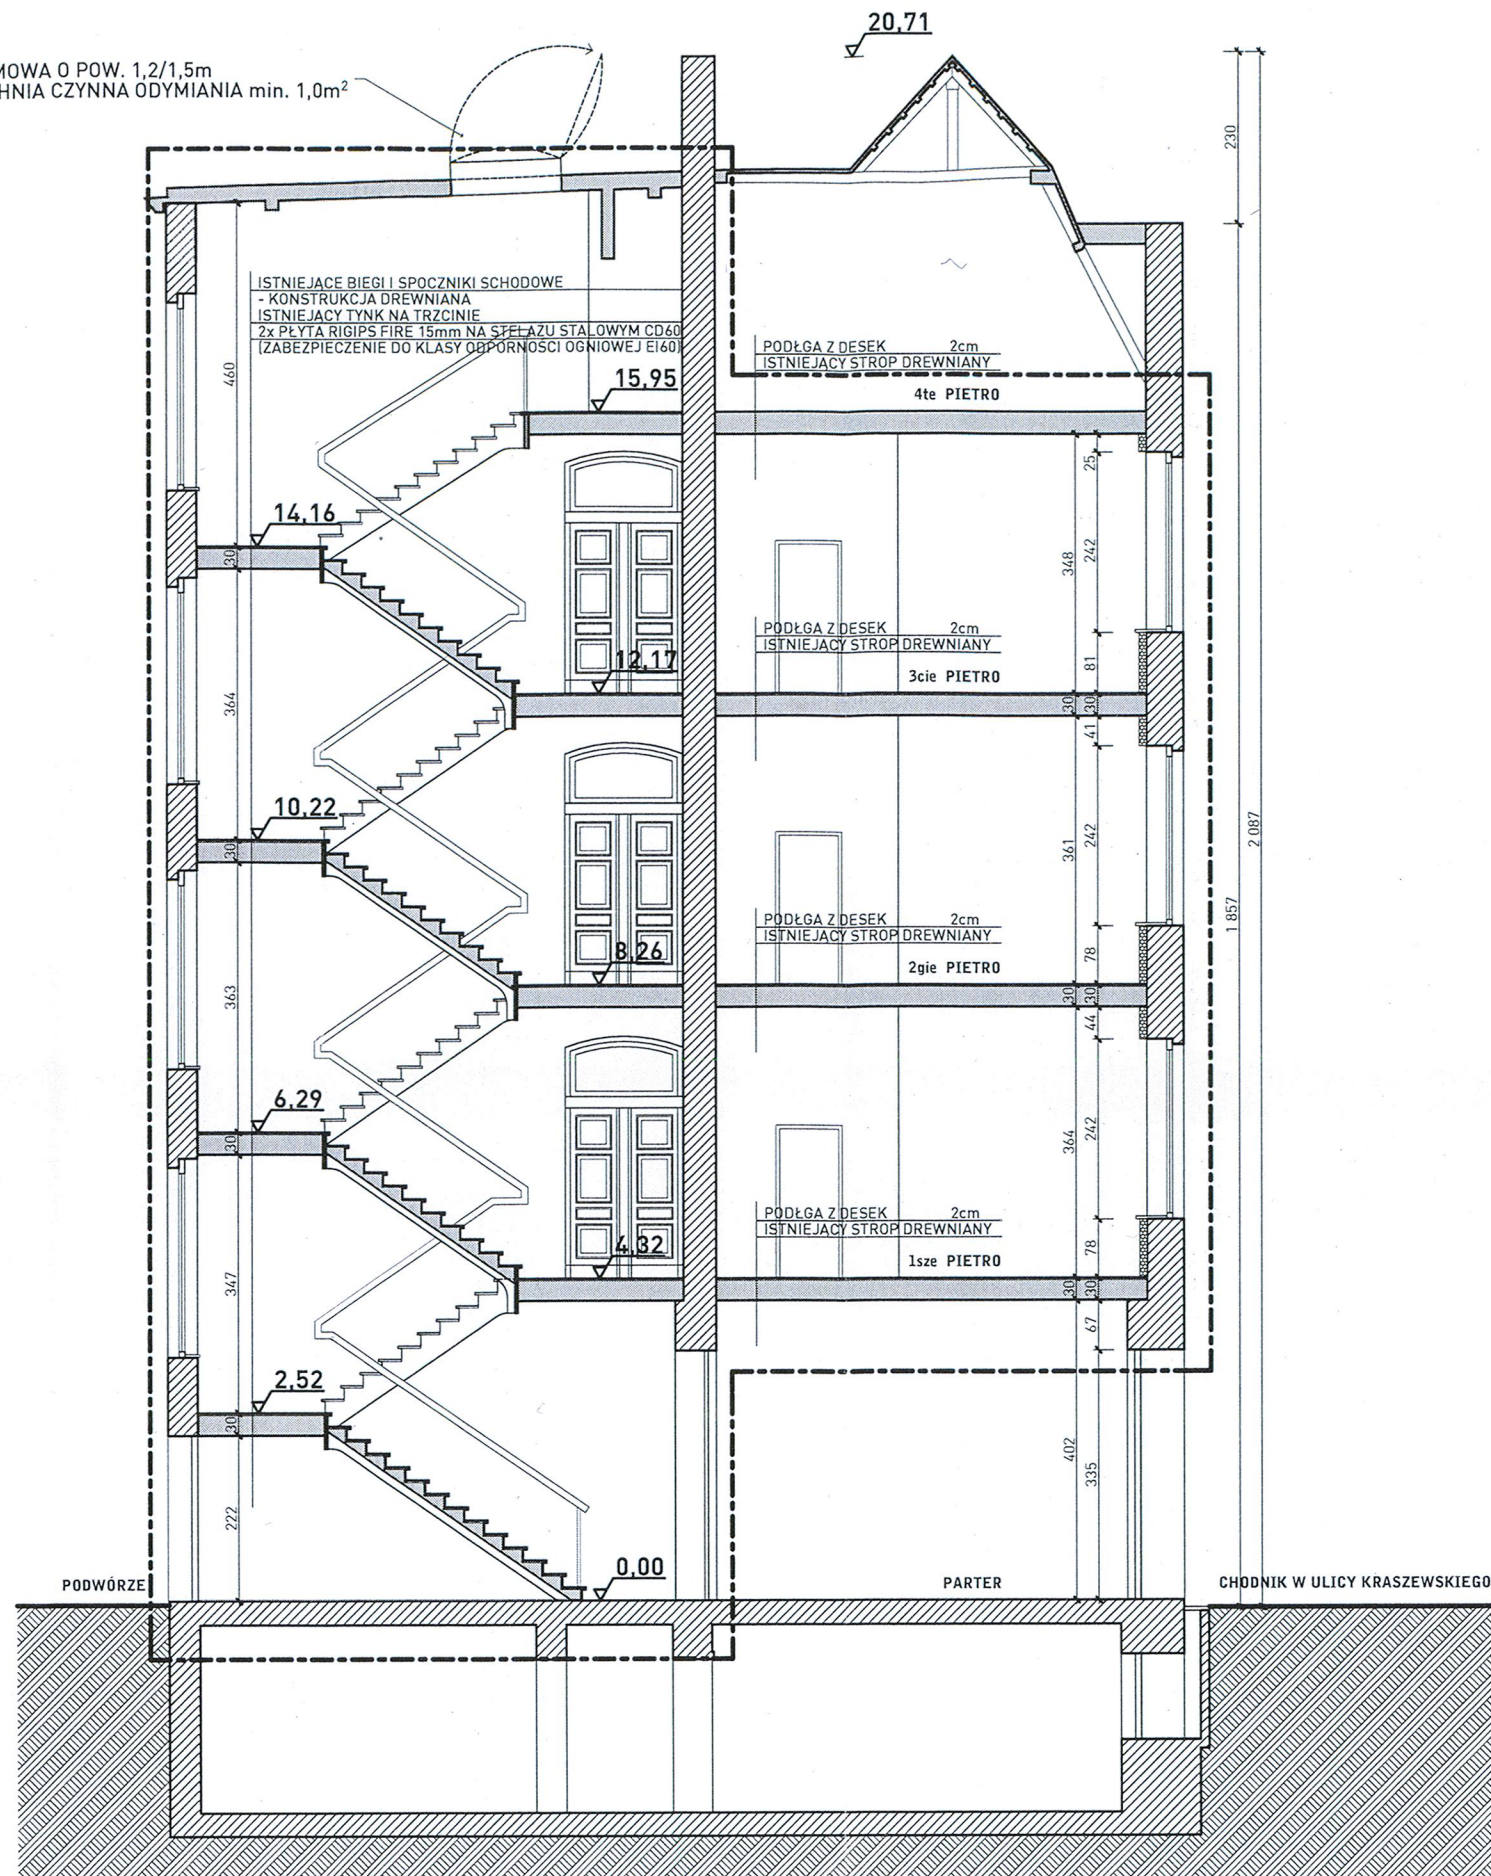 20,71
MOWA O POW. 1,2/1,5m
HNIA CZYNNA ODYMIANIA min. 1,0m²
230
ISTNIEJĄCE BIEGI I SPOCZNIKI SCHODOWE
- KONSTRUKCJA DREWNIANA
ISTNIEJĄCY TYNK NA TRZCINIE
2x PŁYTA RIGIPS FIRE 15mm NA STELAŻU STALOWYM CD60
(ZABEZPIECZENIE DO KLASY ODPORNOŚCI OGNIOWEJ EI60)
460
PODŁGA Z DESEK 2cm
ISTNIEJĄCY STROP DREWNIANY
15,95
4te PIETRO
25
14,16
30
348
242
PODŁGA Z DESEK 2cm
ISTNIEJĄCY STROP DREWNIANY
12,17
3cie PIETRO
81
364
30
30
41
10,22
30
361
242
2 087
1 857
PODŁGA Z DESEK 2cm
ISTNIEJĄCY STROP DREWNIANY
8,26
2gie PIETRO
78
363
30
30
44
6,29
30
364
242
PODŁGA Z DESEK 2cm
ISTNIEJĄCY STROP DREWNIANY
4,32
1sze PIETRO
78
347
30
30
67
2,52
30
402
335
222
0,00
PODWÓRZE
PARTER
CHODNIK W ULICY KRASZEWSKIEGO